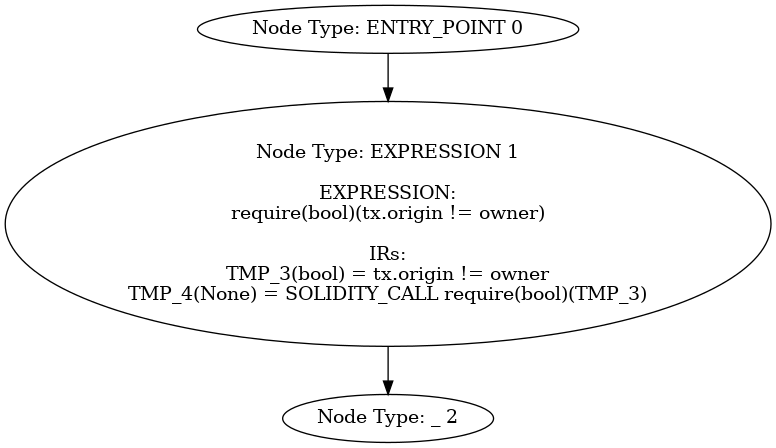 Node Type: ENTRY_POINT 0
Node Type: EXPRESSION 1
EXPRESSION:
require(bool)(tx.origin != owner)
IRs:
TMP_3(bool) = tx.origin != owner
TMP_4(None) = SOLIDITY_CALL require(bool)(TMP_3)
Node Type: _ 2